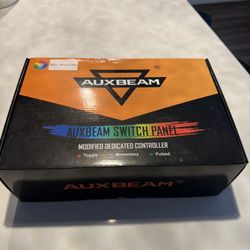 AUXBEAM
AUXBEAM SWITCH PANEL
MODIFIED DEDICATED CONTROLLER
Toggle Momentary Pulsed
AUXBEAM®